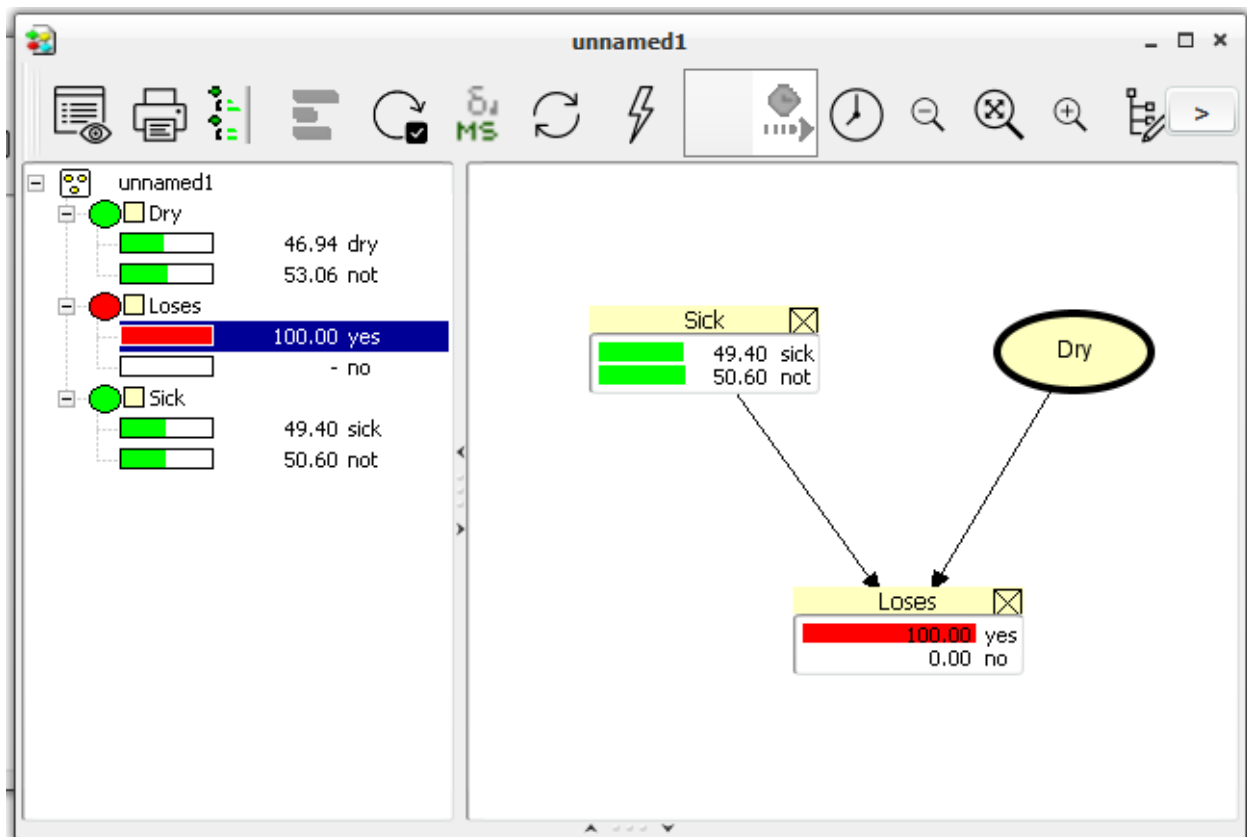 unnamed1
δ
MS
>
unnamed1
Dry
46.94 dry
53.06 not
Loses
100.00 yes
- no
Sick
49.40 sick
50.60 not
Sick
49.40 sick
50.60 not
Dry
Loses
100.00 yes
0.00 no